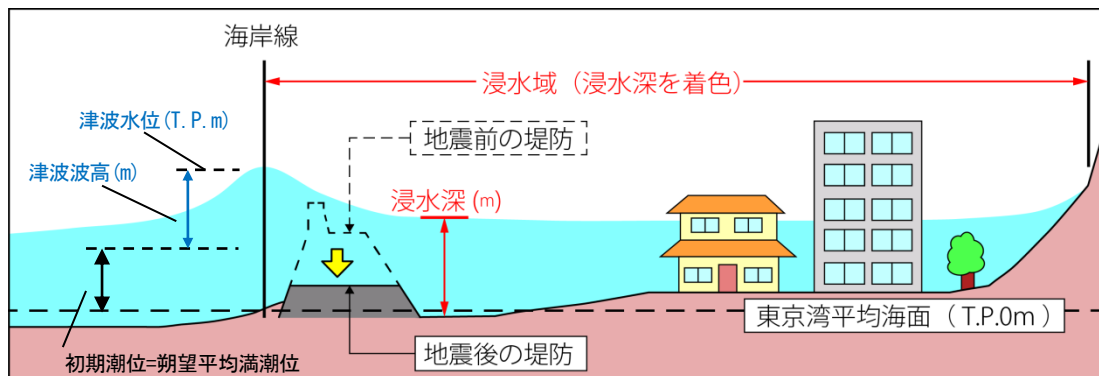 海岸線
浸水域（浸水深を着色）
津波水位(T.P.m)
地震前の堤防
津波波高(m)
浸水深(m)
東京湾平均海面（T.P.0m）
地震後の堤防
初期潮位=朔望平均満潮位